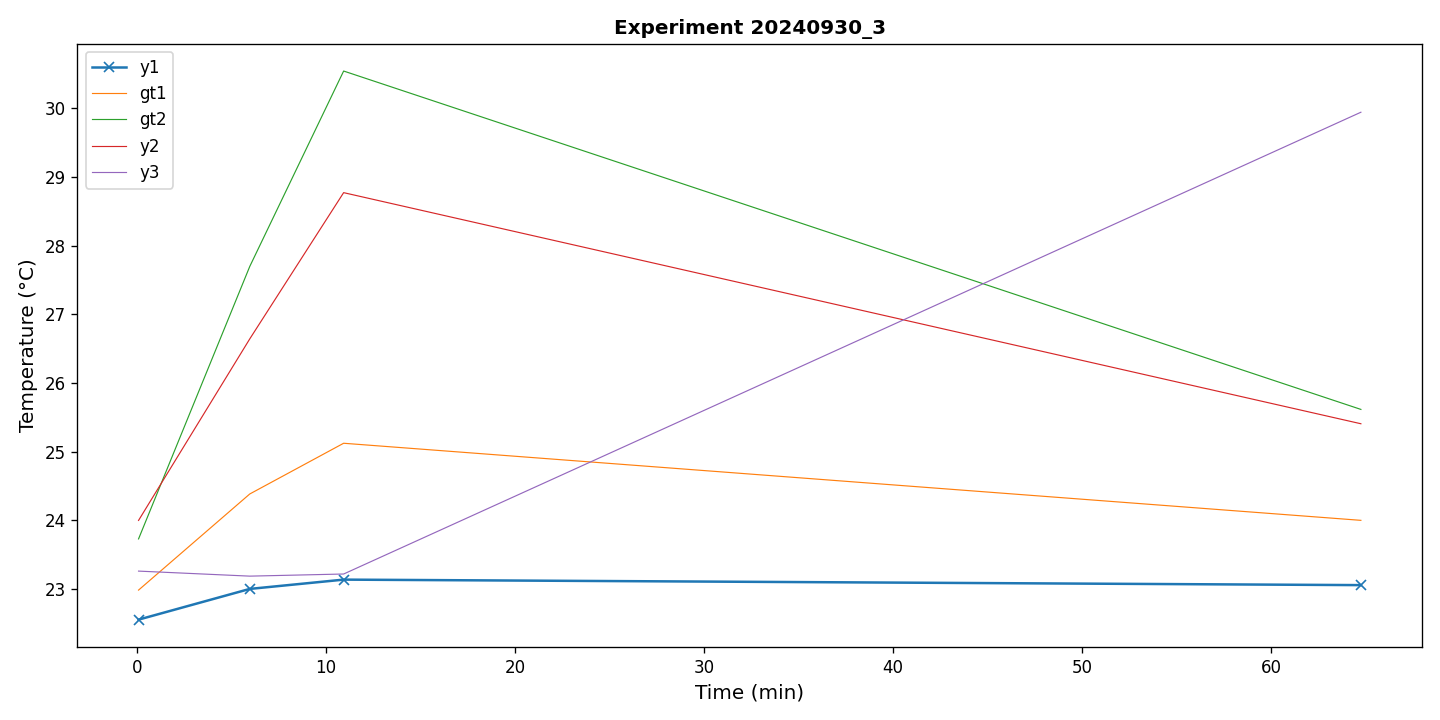 Experiment 20240930_3
y1
gt1
gt2
y2
y3
30
29
28
27
26
25
24
23
Temperature (°C)
0 10 20 30 40 50 60
Time (min)